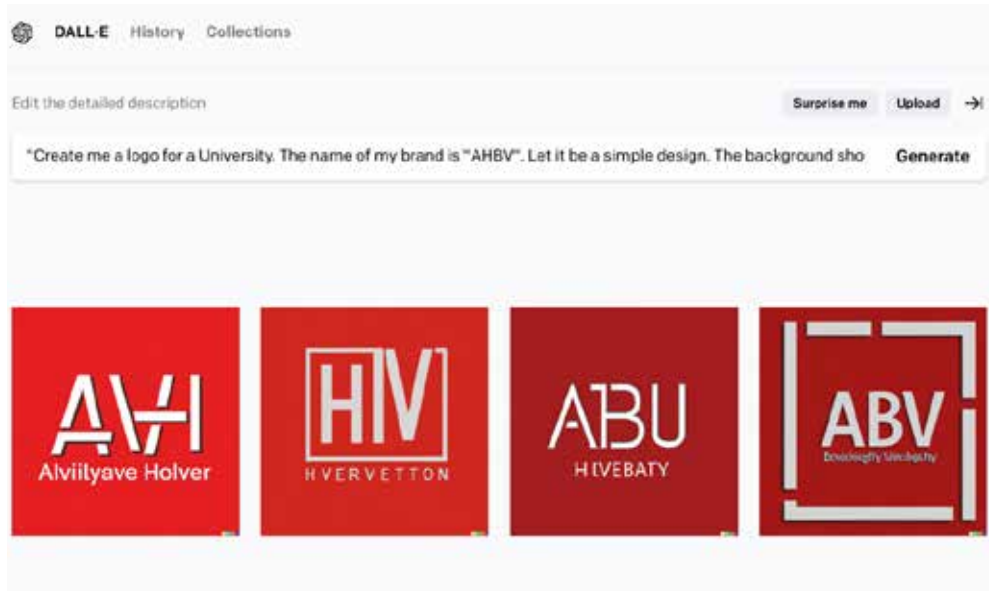 DALL·E History Collections
Edit the detailed description
Surprise me Upload
"Create me a logo for a University. The name of my brand is "AHBV". Let it be a simple design. The background sho
Generate
AVH
Alviilyave Holver
HIV
HVERVETTON
ABU
HIVEBATY
ABV